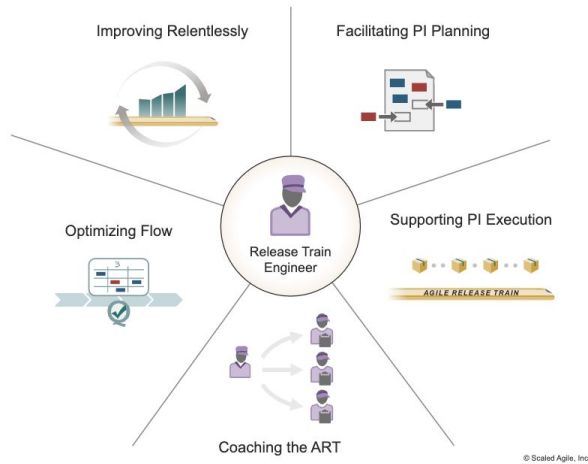 Improving Relentlessly
Facilitating PI Planning
Optimizing Flow
3
Release Train
Engineer
Supporting PI Execution
AGILE RELEASE TRAIN
Coaching the ART
© Scaled Agile, Inc